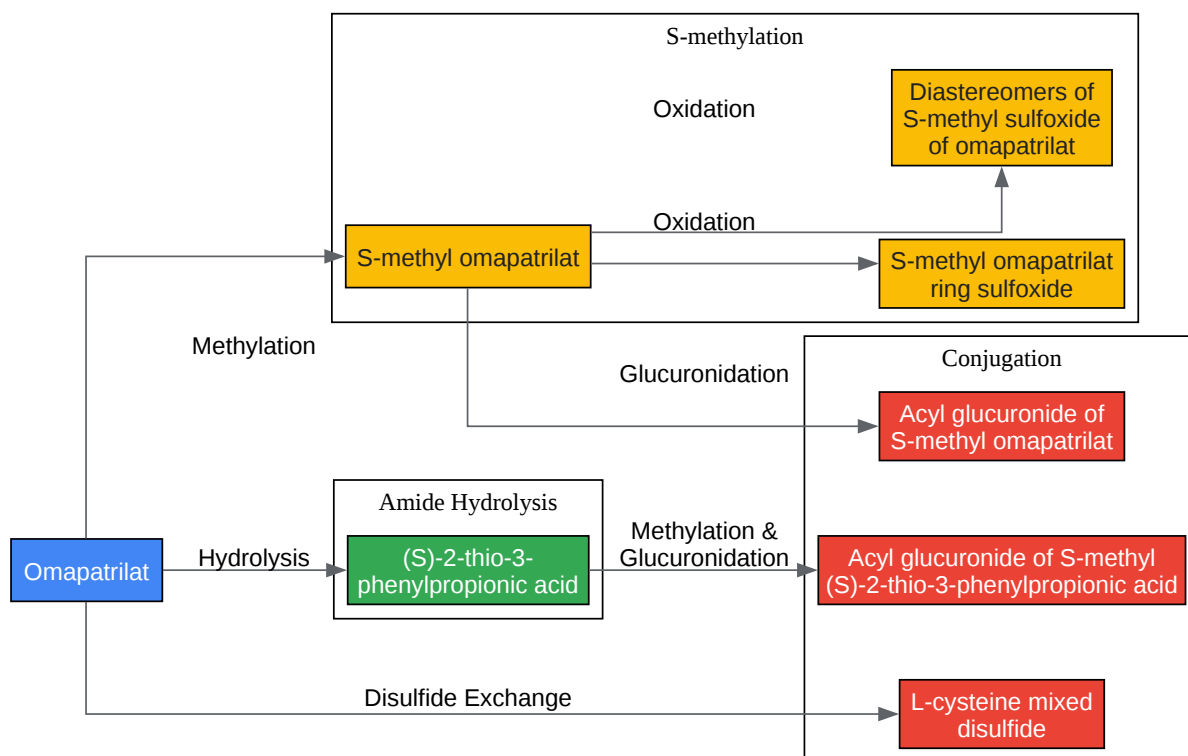 S-methylation
Diastereomers of
S-methyl sulfoxide
of omapatrilat
Oxidation
Oxidation
S-methyl omapatrilat
S-methyl omapatrilat
ring sulfoxide
Methylation
Glucuronidation
Conjugation
Acyl glucuronide of
S-methyl omapatrilat
Amide Hydrolysis
Omapatrilat
Hydrolysis
(S)-2-thio-3-
phenylpropionic acid
Methylation &
Glucuronidation
Acyl glucuronide of S-methyl
(S)-2-thio-3-phenylpropionic acid
Disulfide Exchange
L-cysteine mixed
disulfide